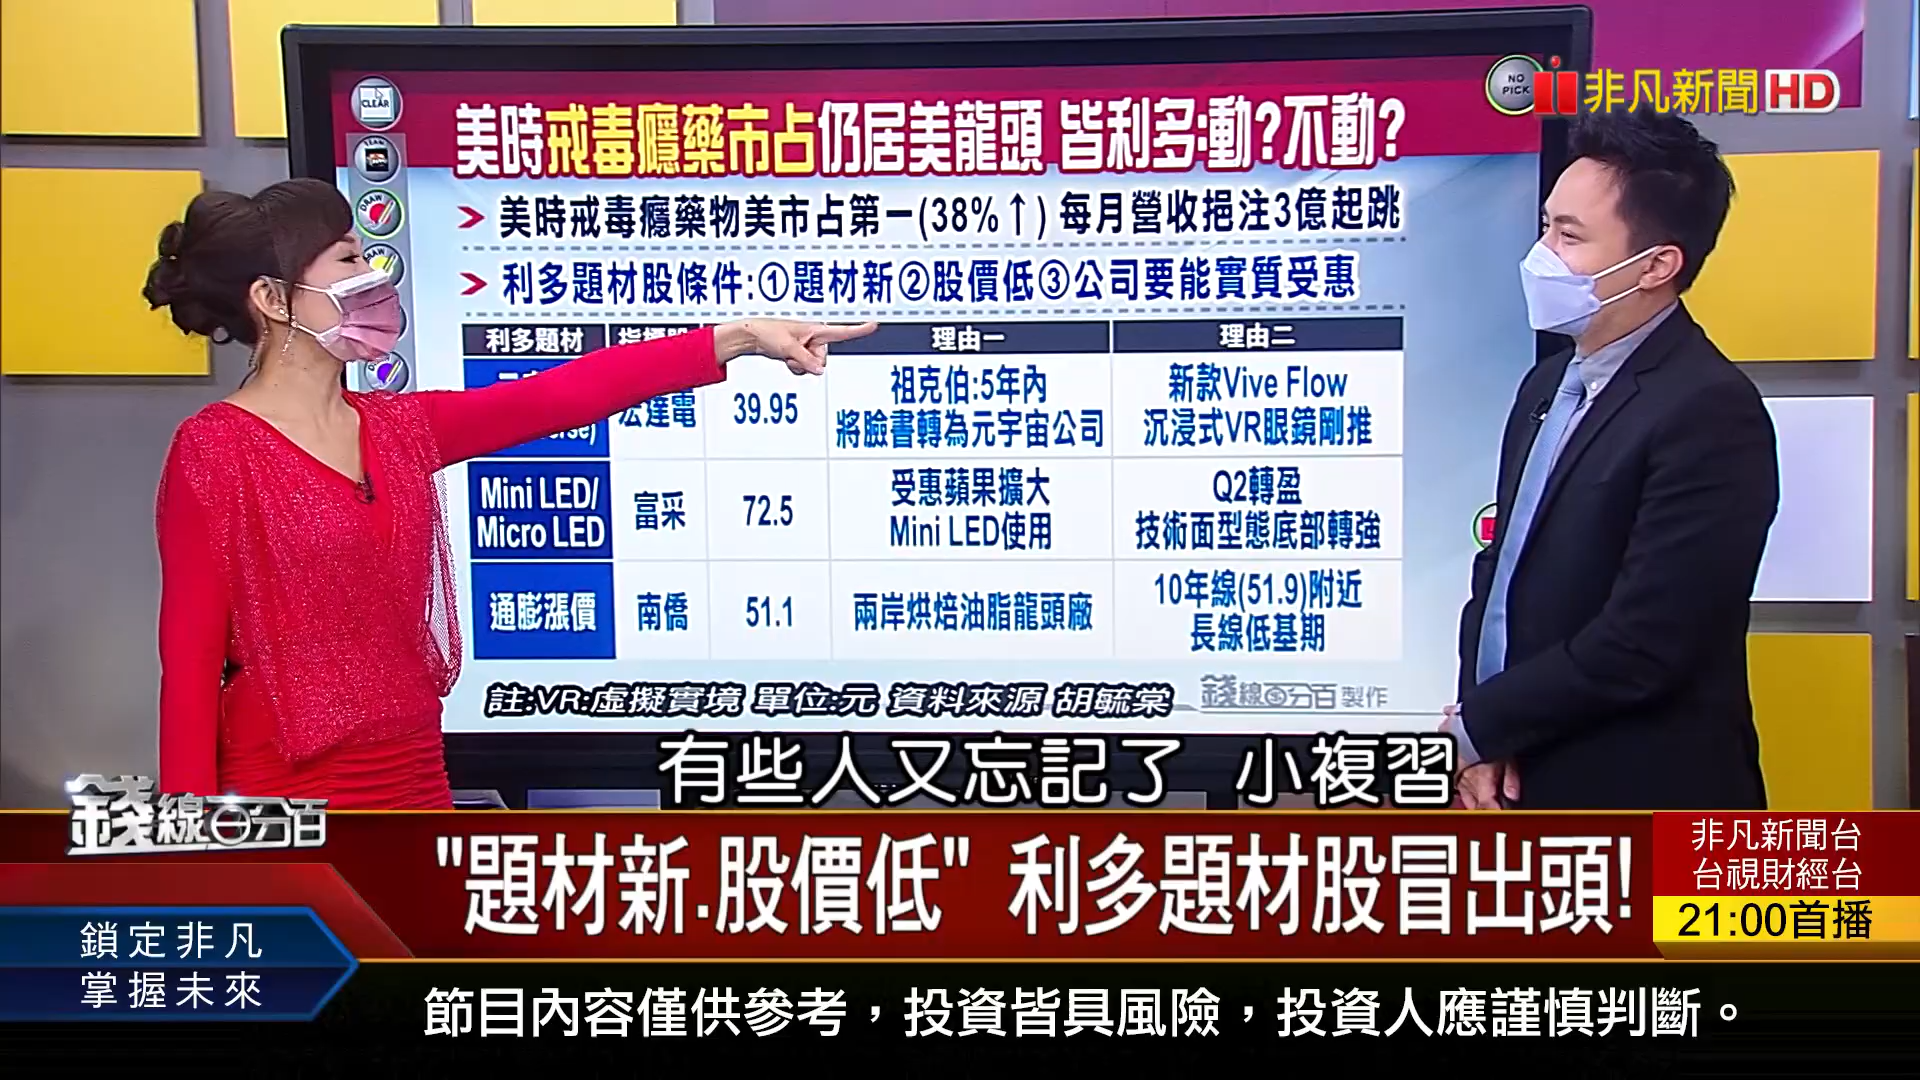 非凡新聞HD
NO PICK
CLEAR
DRAW
美時戒毒癮藥市占仍居美龍頭 皆利多:動?不動?
美時戒毒癮藥物美市占第一(38%↑) 每月營收挹注3億起跳
利多題材股條件:①題材新②股價低③公司要能實質受惠
利多題材 理由一 理由二
宏達電 39.95 祖克伯:5年內 將臉書轉為元宇宙公司 新款Vive Flow 沉浸式VR眼鏡剛推
Mini LED/ Micro LED 富采 72.5 受惠蘋果擴大 Mini LED使用 Q2轉盈 技術面型態底部轉強
通膨漲價 南僑 51.1 兩岸烘焙油脂龍頭廠 10年線(51.9)附近 長線低基期
註:VR:虛擬實境 單位:元 資料來源 胡毓棠
錢線百分百 製作
有些人又忘記了 小複習
錢線百分百
"題材新.股價低" 利多題材股冒出頭!
非凡新聞台
台視財經台
21:00首播
鎖定非凡
掌握未來
節目內容僅供參考，投資皆具風險，投資人應謹慎判斷。